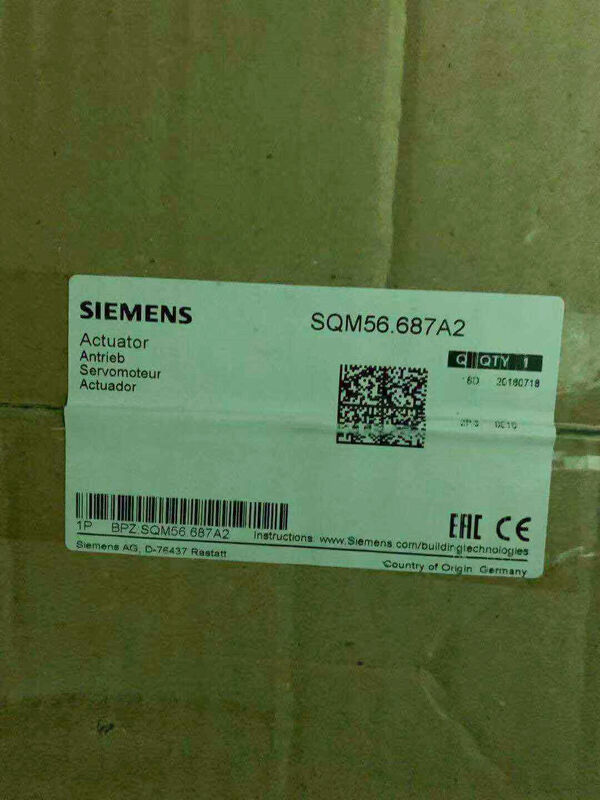 SIEMENS
SQM56.687A2
Actuator
Antrieb
Servomoteur
Actuador
Q QTY 1
20180718
EAC CE
1P BPZ.SQM56.687A2
Instructions: www.Siemens.com/buildingtechnologies
Siemens AG, D-76437 Rastatt
Country of Origin Germany